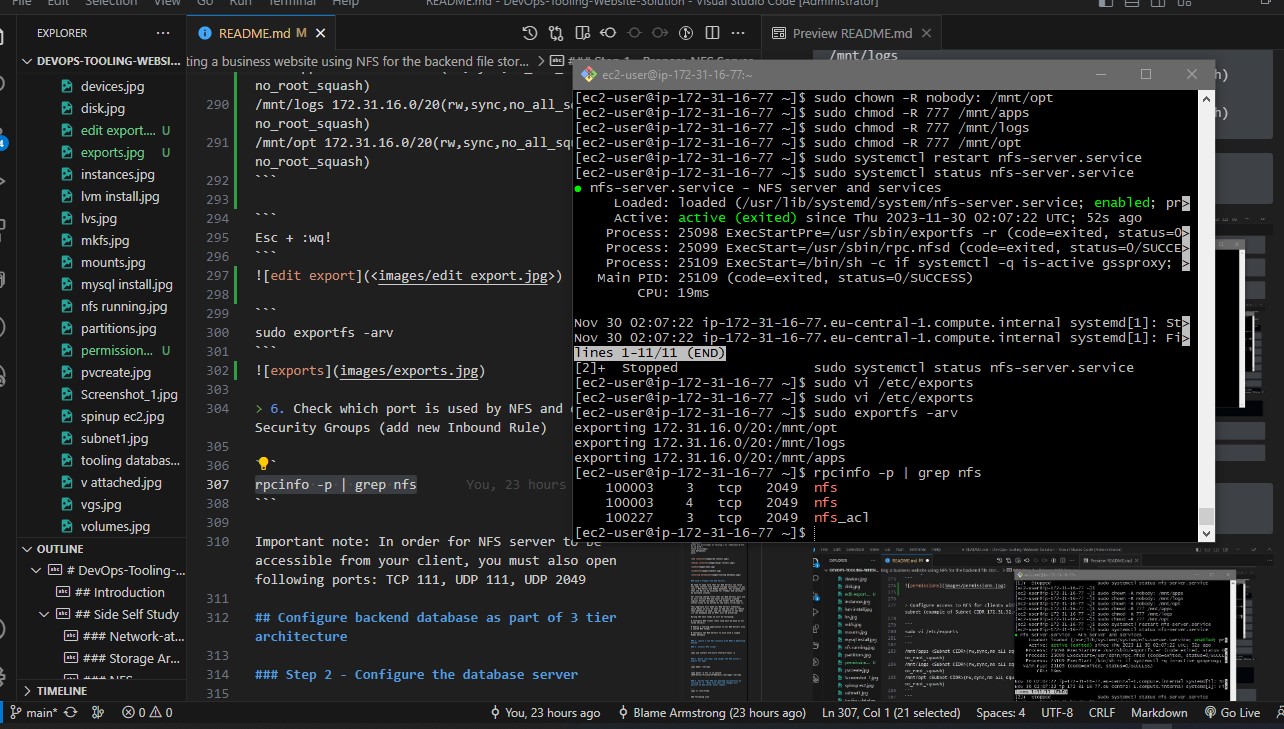 File Edit Selection View Go Run Terminal Help
README.md - DevOps-Tooling-Website-Solution - Visual Studio Code [Administrator]
EXPLORER
README.md M
Preview README.md
DEVOPS-TOOLING-WEBSI...
ting a business website using NFS for the backend file stor...
devices.jpg
disk.jpg
edit export.... U
exports.jpg U
instances.jpg
lvm install.jpg
lvs.jpg
mkfs.jpg
mounts.jpg
mysql install.jpg
nfs running.jpg
partitions.jpg
permission... U
pvcreate.jpg
Screenshot_1.jpg
spinup ec2.jpg
subnet1.jpg
tooling databas...
v attached.jpg
vgs.jpg
volumes.jpg
OUTLINE
# DevOps-Tooling-...
## Introduction
## Side Self Study
### Network-at...
### Storage Ar...
TIMELINE
no_root_squash)
290 /mnt/logs 172.31.16.0/20(rw,sync,no_all_sq
no_root_squash)
291 /mnt/opt 172.31.16.0/20(rw,sync,no_all_squ
no_root_squash)
292 ```
293
294 ```
295 Esc + :wq!
296 ```
297 ![edit export](<images/edit export.jpg>)
298
299 ```
300 sudo exportfs -arv
301 ```
302 ![exports](images/exports.jpg)
303
304 > 6. Check which port is used by NFS and
Security Groups (add new Inbound Rule)
305
306
307 rpcinfo -p | grep nfs You, 23 hours
308 ```
309
310 Important note: In order for NFS server to be
accessible from your client, you must also open
following ports: TCP 111, UDP 111, UDP 2049
311
312 ## Configure backend database as part of 3 tier
architecture
313
314 ### Step 2 - Configure the database server
315
/mnt/logs
ec2-user@ip-172-31-16-77:~
[ec2-user@ip-172-31-16-77 ~]$ sudo chown -R nobody: /mnt/opt
[ec2-user@ip-172-31-16-77 ~]$ sudo chmod -R 777 /mnt/apps
[ec2-user@ip-172-31-16-77 ~]$ sudo chmod -R 777 /mnt/logs
[ec2-user@ip-172-31-16-77 ~]$ sudo chmod -R 777 /mnt/opt
[ec2-user@ip-172-31-16-77 ~]$ sudo systemctl restart nfs-server.service
[ec2-user@ip-172-31-16-77 ~]$ sudo systemctl status nfs-server.service
● nfs-server.service - NFS server and services
Loaded: loaded (/usr/lib/systemd/system/nfs-server.service; enabled; pr>
Active: active (exited) since Thu 2023-11-30 02:07:22 UTC; 52s ago
Process: 25098 ExecStartPre=/usr/sbin/exportfs -r (code=exited, status=0>
Process: 25099 ExecStart=/usr/sbin/rpc.nfsd (code=exited, status=0/SUCCE>
Process: 25109 ExecStart=/bin/sh -c if systemctl -q is-active gssproxy; >
Main PID: 25109 (code=exited, status=0/SUCCESS)
CPU: 19ms
Nov 30 02:07:22 ip-172-31-16-77.eu-central-1.compute.internal systemd[1]: St>
Nov 30 02:07:22 ip-172-31-16-77.eu-central-1.compute.internal systemd[1]: Fi>
lines 1-11/11 (END)
[2]+ Stopped sudo systemctl status nfs-server.service
[ec2-user@ip-172-31-16-77 ~]$ sudo vi /etc/exports
[ec2-user@ip-172-31-16-77 ~]$ sudo vi /etc/exports
[ec2-user@ip-172-31-16-77 ~]$ sudo exportfs -arv
exporting 172.31.16.0/20:/mnt/opt
exporting 172.31.16.0/20:/mnt/logs
exporting 172.31.16.0/20:/mnt/apps
[ec2-user@ip-172-31-16-77 ~]$ rpcinfo -p | grep nfs
100003 3 tcp 2049 nfs
100003 4 tcp 2049 nfs
100227 3 tcp 2049 nfs_acl
[ec2-user@ip-172-31-16-77 ~]$
main* 0 0 You, 23 hours ago Blame Armstrong (23 hours ago) Ln 307, Col 1 (21 selected) Spaces: 4 UTF-8 CRLF Markdown Go Live